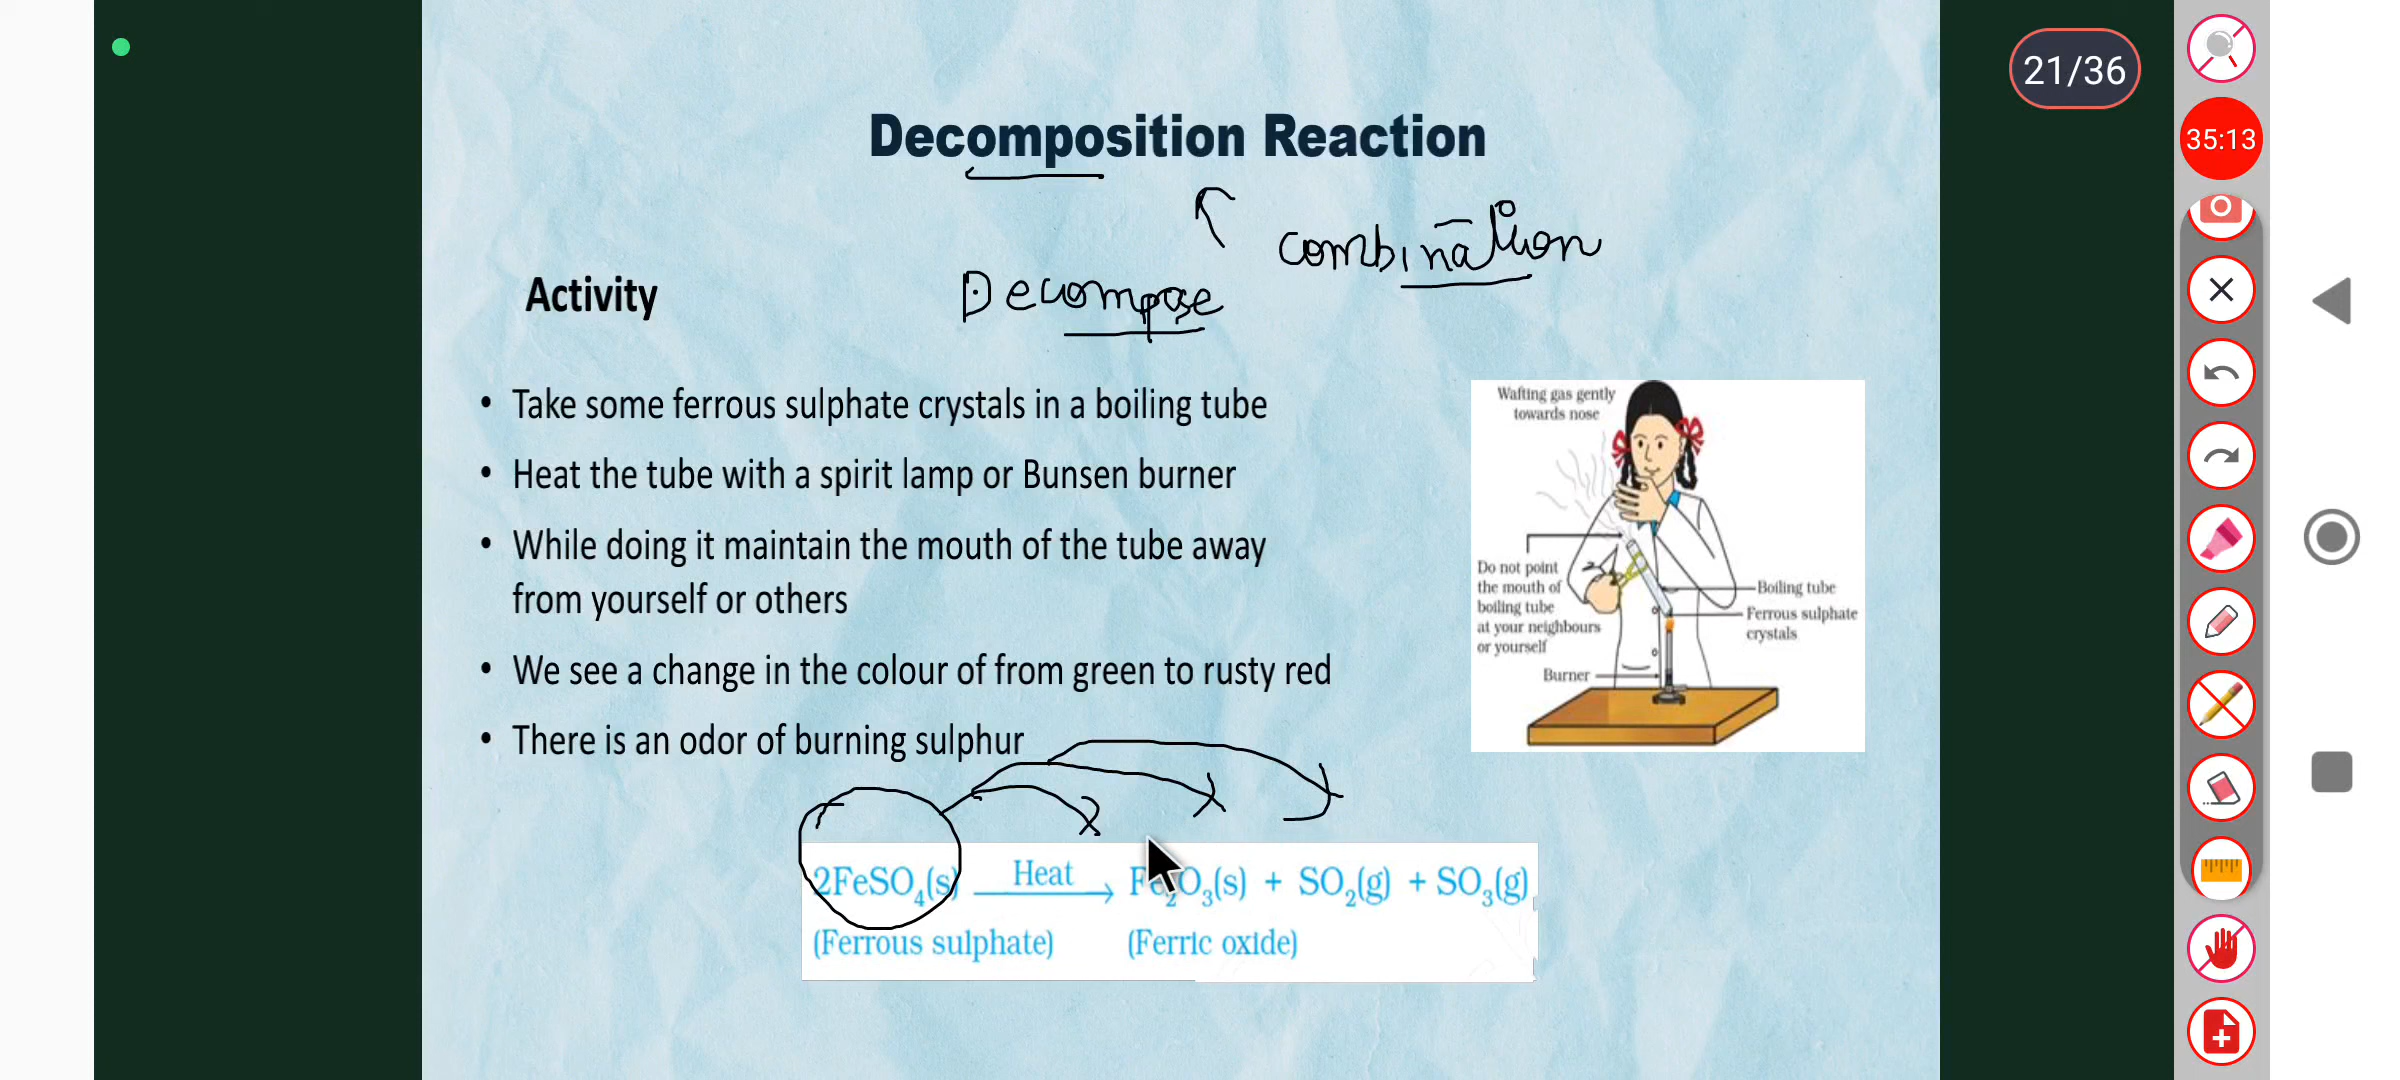 21/36
35:13
Decomposition Reaction
combination
Decompose
Activity
• Take some ferrous sulphate crystals in a boiling tube
• Heat the tube with a spirit lamp or Bunsen burner
• While doing it maintain the mouth of the tube away
from yourself or others
• We see a change in the colour of from green to rusty red
• There is an odor of burning sulphur
Wafting gas gently
towards nose
Do not point
the mouth of
boiling tube
at your neighbours
or yourself
Boiling tube
Ferrous sulphate
crystals
Burner
2FeSO₄(s) Heat → Fe₂O₃(s) + SO₂(g) + SO₃(g)
(Ferrous sulphate) (Ferric oxide)